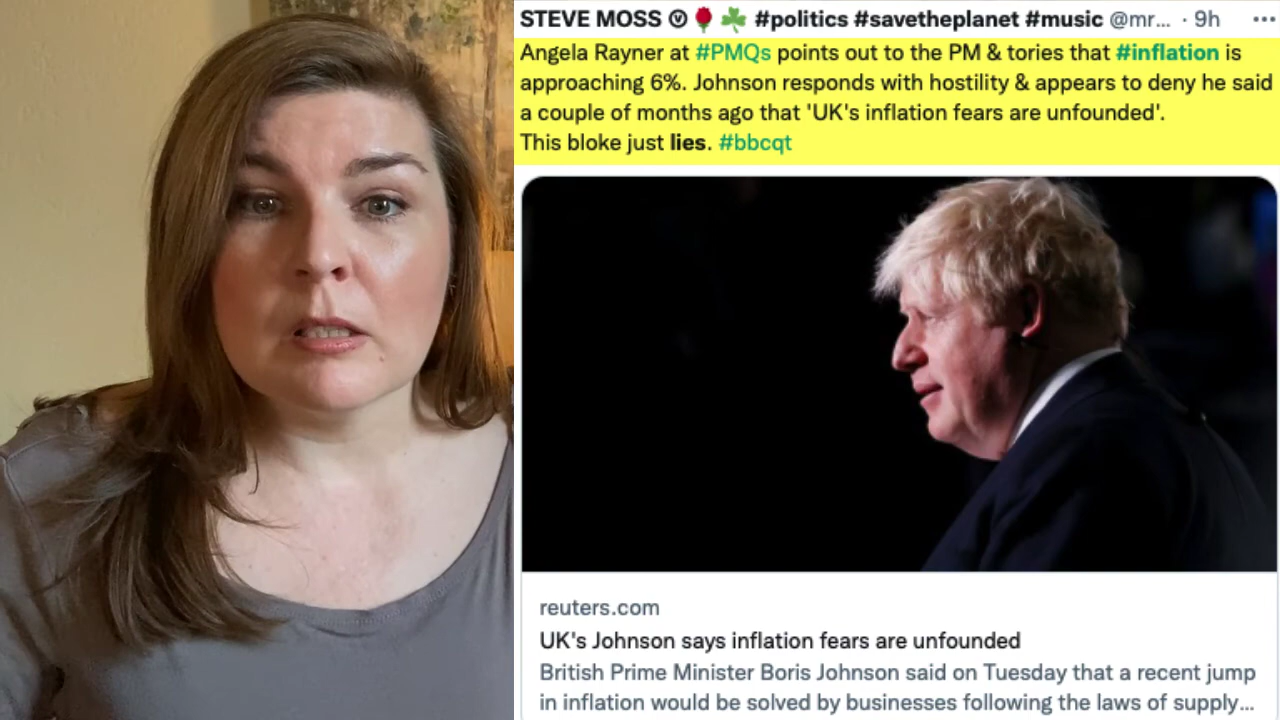 STEVE MOSS Ⓥ🌹☘️ #politics #savetheplanet #music @mr... · 9h ...
Angela Rayner at #PMQs points out to the PM & tories that #inflation is
approaching 6%. Johnson responds with hostility & appears to deny he said
a couple of months ago that 'UK's inflation fears are unfounded'.
This bloke just lies. #bbcqt
reuters.com
UK's Johnson says inflation fears are unfounded
British Prime Minister Boris Johnson said on Tuesday that a recent jump
in inflation would be solved by businesses following the laws of supply...